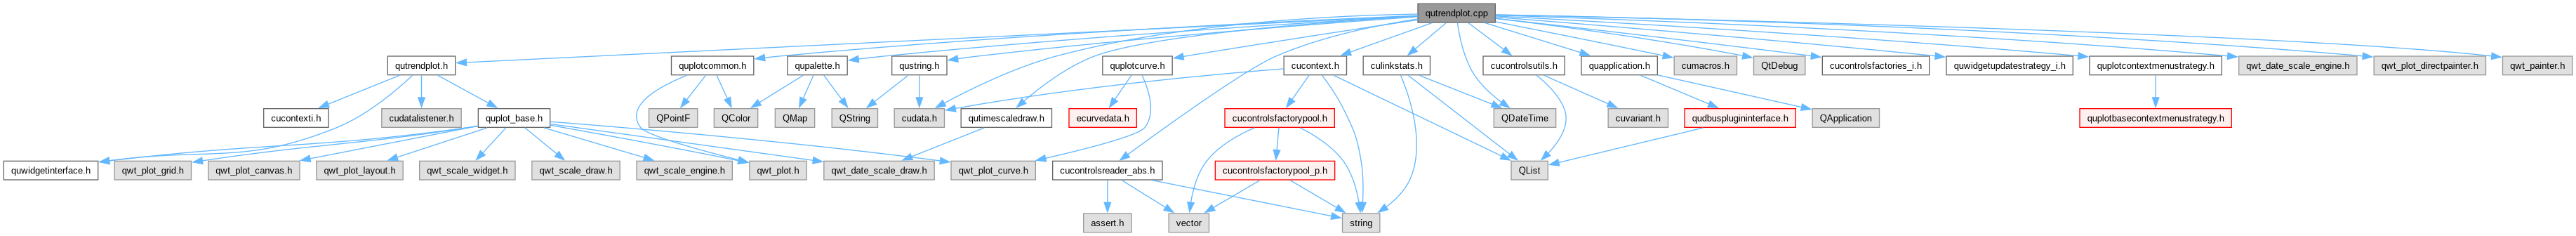 qutrendplot.cpp
qutrendplot.h
quplotcommon.h
qupalette.h
qustring.h
quplotcurve.h
cucontext.h
culinkstats.h
cucontrolsutils.h
quapplication.h
cumacros.h
QtDebug
cucontrolsfactories_i.h
quwidgetupdatestrategy_i.h
quplotcontextmenustrategy.h
qwt_date_scale_engine.h
qwt_plot_directpainter.h
qwt_painter.h
cucontexti.h
cudatalistener.h
quplot_base.h
QPointF
QColor
QMap
QString
cudata.h
qutimescaledraw.h
ecurvedata.h
cucontrolsfactorypool.h
QDateTime
cuvariant.h
qudbusplugininterface.h
QApplication
quplotbasecontextmenustrategy.h
quwidgetinterface.h
qwt_plot_grid.h
qwt_plot_canvas.h
qwt_plot_layout.h
qwt_scale_widget.h
qwt_scale_draw.h
qwt_scale_engine.h
qwt_plot.h
qwt_date_scale_draw.h
qwt_plot_curve.h
cucontrolsreader_abs.h
cucontrolsfactorypool_p.h
QList
assert.h
vector
string